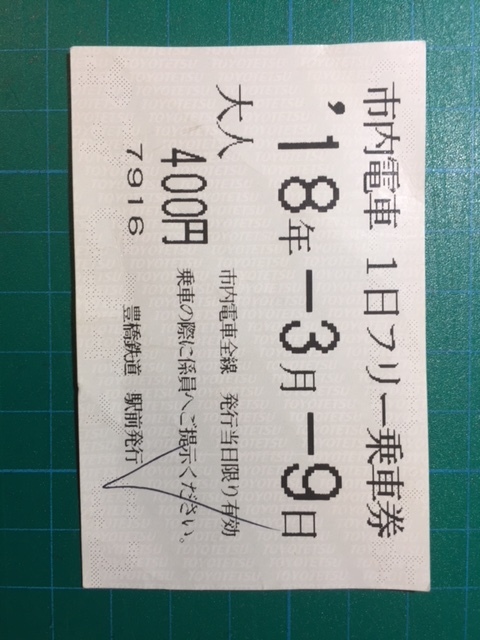 市内電車 1日フリー乗車券
'18年-3月-9日
大人 市内電車全線 発行当日限り有効
400円 乗車の際に係員へご提示ください。
7916 豊橋鉄道 駅前発行
TOYOTETSU